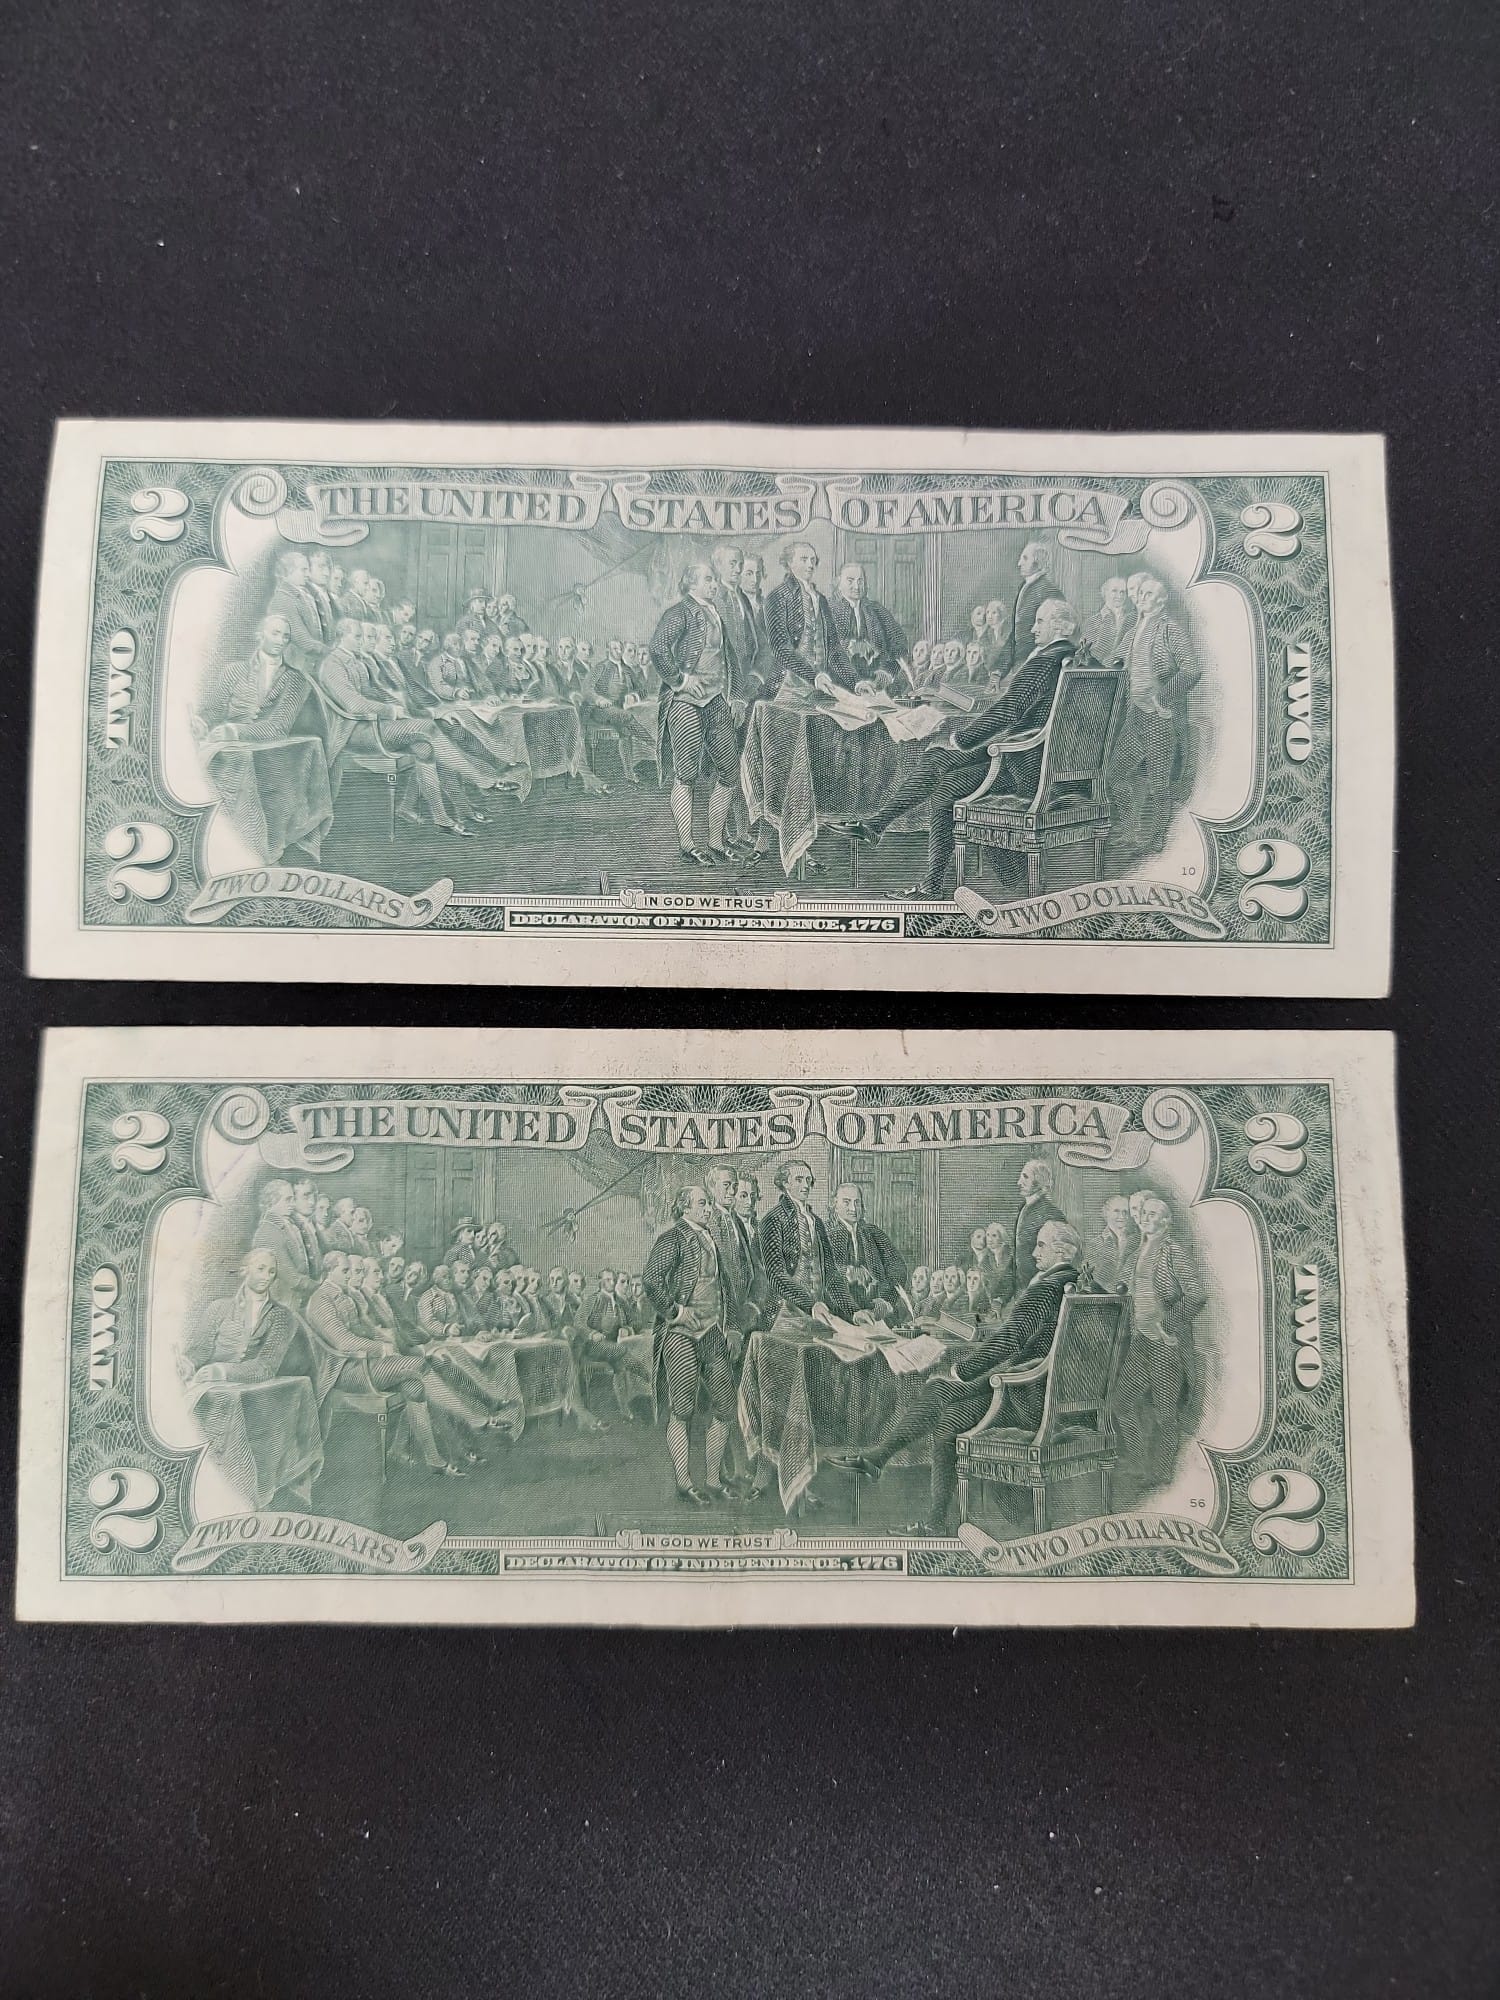 2 THE UNITED STATES OF AMERICA 2
TWO TWO
2 2
10
TWO DOLLARS IN GOD WE TRUST TWO DOLLARS
DECLARATION OF INDEPENDENCE, 1776
2 THE UNITED STATES OF AMERICA 2
TWO TWO
2 2
56
TWO DOLLARS IN GOD WE TRUST TWO DOLLARS
DECLARATION OF INDEPENDENCE, 1776